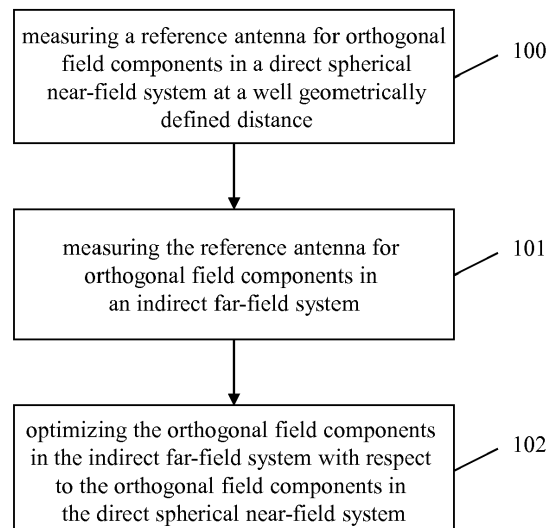 measuring a reference antenna for orthogonal
field components in a direct spherical
near-field system at a well geometrically
defined distance
100
measuring the reference antenna for
orthogonal field components in
an indirect far-field system
101
optimizing the orthogonal field components
in the indirect far-field system with respect
to the orthogonal field components in
the direct spherical near-field system
102